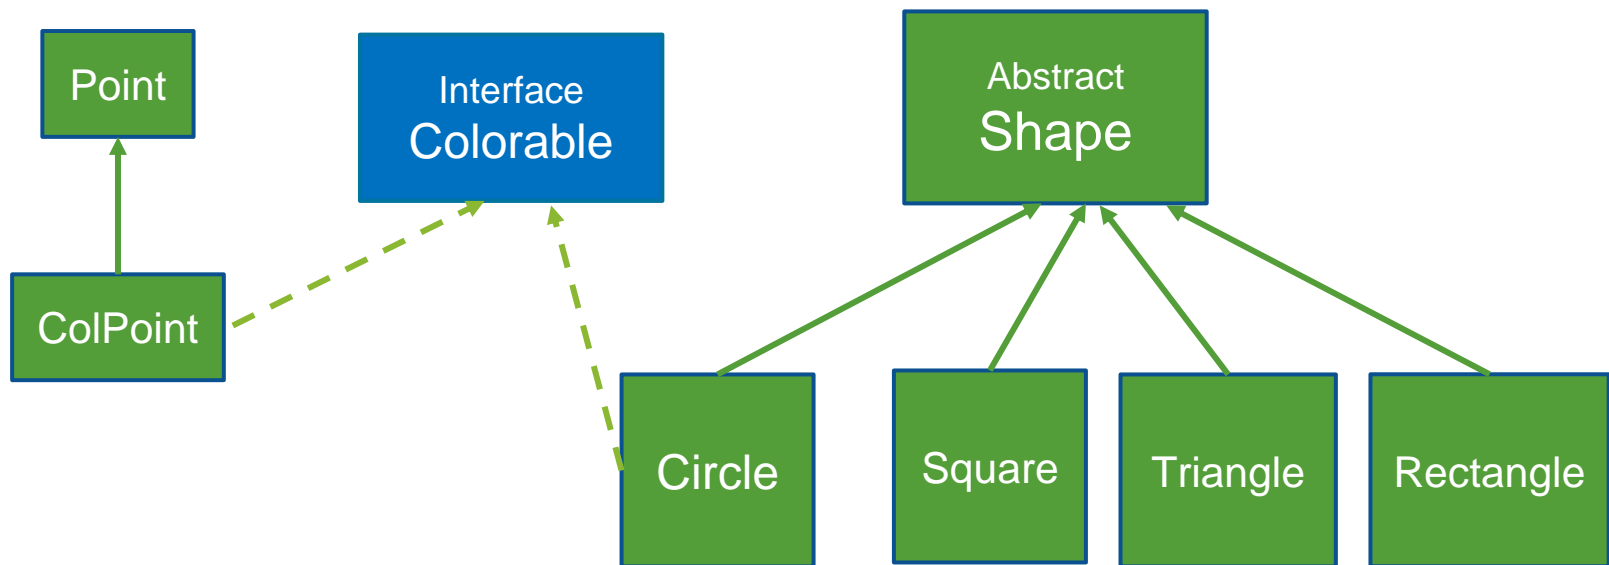 Point
Interface
Colorable
Abstract
Shape
ColPoint
Circle
Square
Triangle
Rectangle